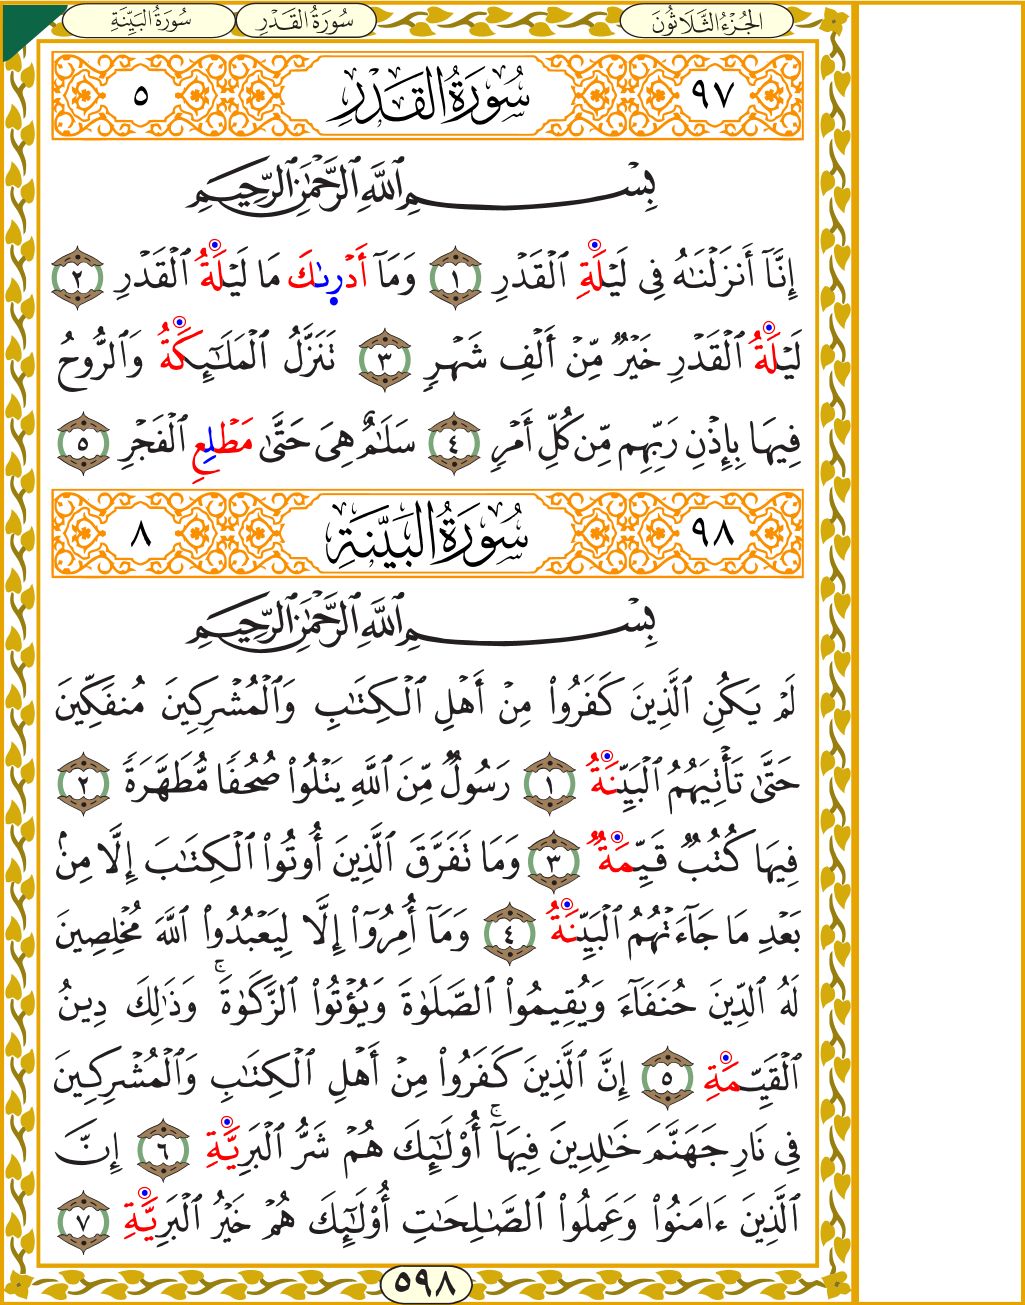 الجُزْءُ الثَّلَاثُونَ
سُورَةُ القَدْرِ
سُورَةُ البَيِّنَةِ
٩٧ سُورَةُ القَدْرِ ٥
بِسْمِ ٱللَّهِ ٱلرَّحْمَٰنِ ٱلرَّحِيمِ
إِنَّآ أَنزَلْنَٰهُ فِى لَيْلَةِ ٱلْقَدْرِ ١ وَمَآ أَدْرِىٰكَ مَا لَيْلَةُ ٱلْقَدْرِ ٢
لَيْلَةُ ٱلْقَدْرِ خَيْرٌ مِّنْ أَلْفِ شَهْرٍ ٣ تَنَزَّلُ ٱلْمَلَٰٓئِكَةُ وَٱلرُّوحُ
فِيهَا بِإِذْنِ رَبِّهِم مِّن كُلِّ أَمْرٍ ٤ سَلَٰمٌ هِىَ حَتَّىٰ مَطْلِعِ ٱلْفَجْرِ ٥
٩٨ سُورَةُ البَيِّنَةِ ٨
بِسْمِ ٱللَّهِ ٱلرَّحْمَٰنِ ٱلرَّحِيمِ
لَمْ يَكُنِ ٱلَّذِينَ كَفَرُوا۟ مِنْ أَهْلِ ٱلْكِتَٰبِ وَٱلْمُشْرِكِينَ مُنفَكِّينَ
حَتَّىٰ تَأْتِيَهُمُ ٱلْبَيِّنَةُ ١ رَسُولٌ مِّنَ ٱللَّهِ يَتْلُوا۟ صُحُفًا مُّطَهَّرَةً ٢
فِيهَا كُتُبٌ قَيِّمَةٌ ٣ وَمَا تَفَرَّقَ ٱلَّذِينَ أُوتُوا۟ ٱلْكِتَٰبَ إِلَّا مِنۢ
بَعْدِ مَا جَآءَتْهُمُ ٱلْبَيِّنَةُ ٤ وَمَآ أُمِرُوٓا۟ إِلَّا لِيَعْبُدُوا۟ ٱللَّهَ مُخْلِصِينَ
لَهُ ٱلدِّينَ حُنَفَآءَ وَيُقِيمُوا۟ ٱلصَّلَوٰةَ وَيُؤْتُوا۟ ٱلزَّكَوٰةَ ۚ وَذَٰلِكَ دِينُ
ٱلْقَيِّمَةِ ٥ إِنَّ ٱلَّذِينَ كَفَرُوا۟ مِنْ أَهْلِ ٱلْكِتَٰبِ وَٱلْمُشْرِكِينَ
فِى نَارِ جَهَنَّمَ خَٰلِدِينَ فِيهَآ ۚ أُو۟لَٰٓئِكَ هُمْ شَرُّ ٱلْبَرِيَّةِ ٦ إِنَّ
ٱلَّذِينَ ءَامَنُوا۟ وَعَمِلُوا۟ ٱلصَّٰلِحَٰتِ أُو۟لَٰٓئِكَ هُمْ خَيْرُ ٱلْبَرِيَّةِ ٧
٥٩٨